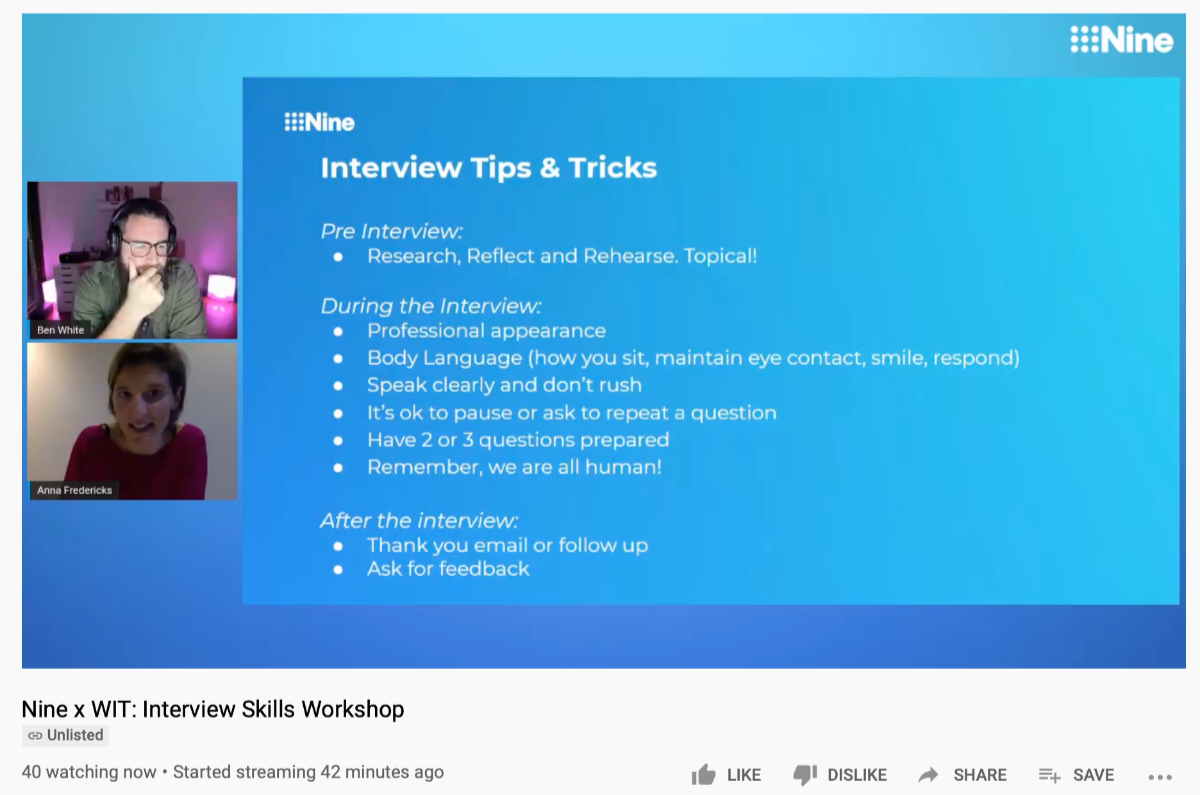 Nine
Nine
Interview Tips & Tricks
Pre Interview:
• Research, Reflect and Rehearse. Topical!
During the Interview:
• Professional appearance
• Body Language (how you sit, maintain eye contact, smile, respond)
• Speak clearly and don't rush
• It's ok to pause or ask to repeat a question
• Have 2 or 3 questions prepared
• Remember, we are all human!
After the interview:
• Thank you email or follow up
• Ask for feedback
Ben White
Anna Fredericks
Nine x WIT: Interview Skills Workshop
Unlisted
40 watching now • Started streaming 42 minutes ago
LIKE DISLIKE SHARE SAVE